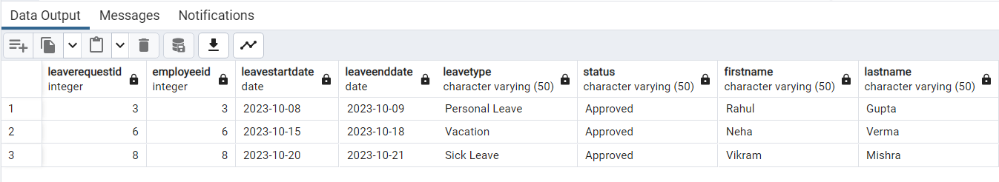 Data Output Messages Notifications
leaverequestid employeeid leavestartdate leaveenddate leavetype status firstname lastname
integer integer date date character varying (50) character varying (50) character varying (50) character varying (50)
1 3 3 2023-10-08 2023-10-09 Personal Leave Approved Rahul Gupta
2 6 6 2023-10-15 2023-10-18 Vacation Approved Neha Verma
3 8 8 2023-10-20 2023-10-21 Sick Leave Approved Vikram Mishra